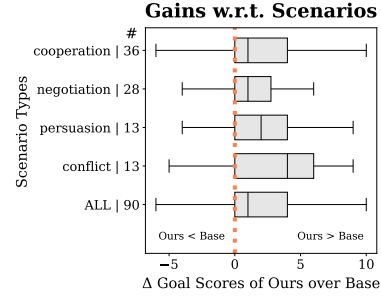 Gains w.r.t. Scenarios
#
cooperation | 36
negotiation | 28
persuasion | 13
conflict | 13
ALL | 90
Scenario Types
Ours < Base
Ours > Base
−5
0
5
10
Δ Goal Scores of Ours over Base